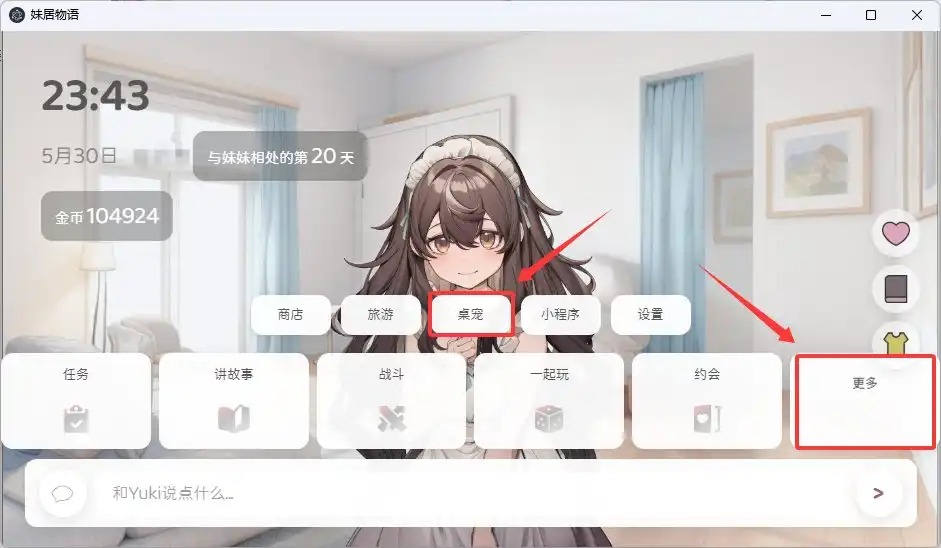 妹居物语
23:43
5月30日
与妹妹相处的第 20 天
金币 104924
商店
旅游
桌宠
小程序
设置
任务
讲故事
战斗
一起玩
约会
更多
和Yuki说点什么...